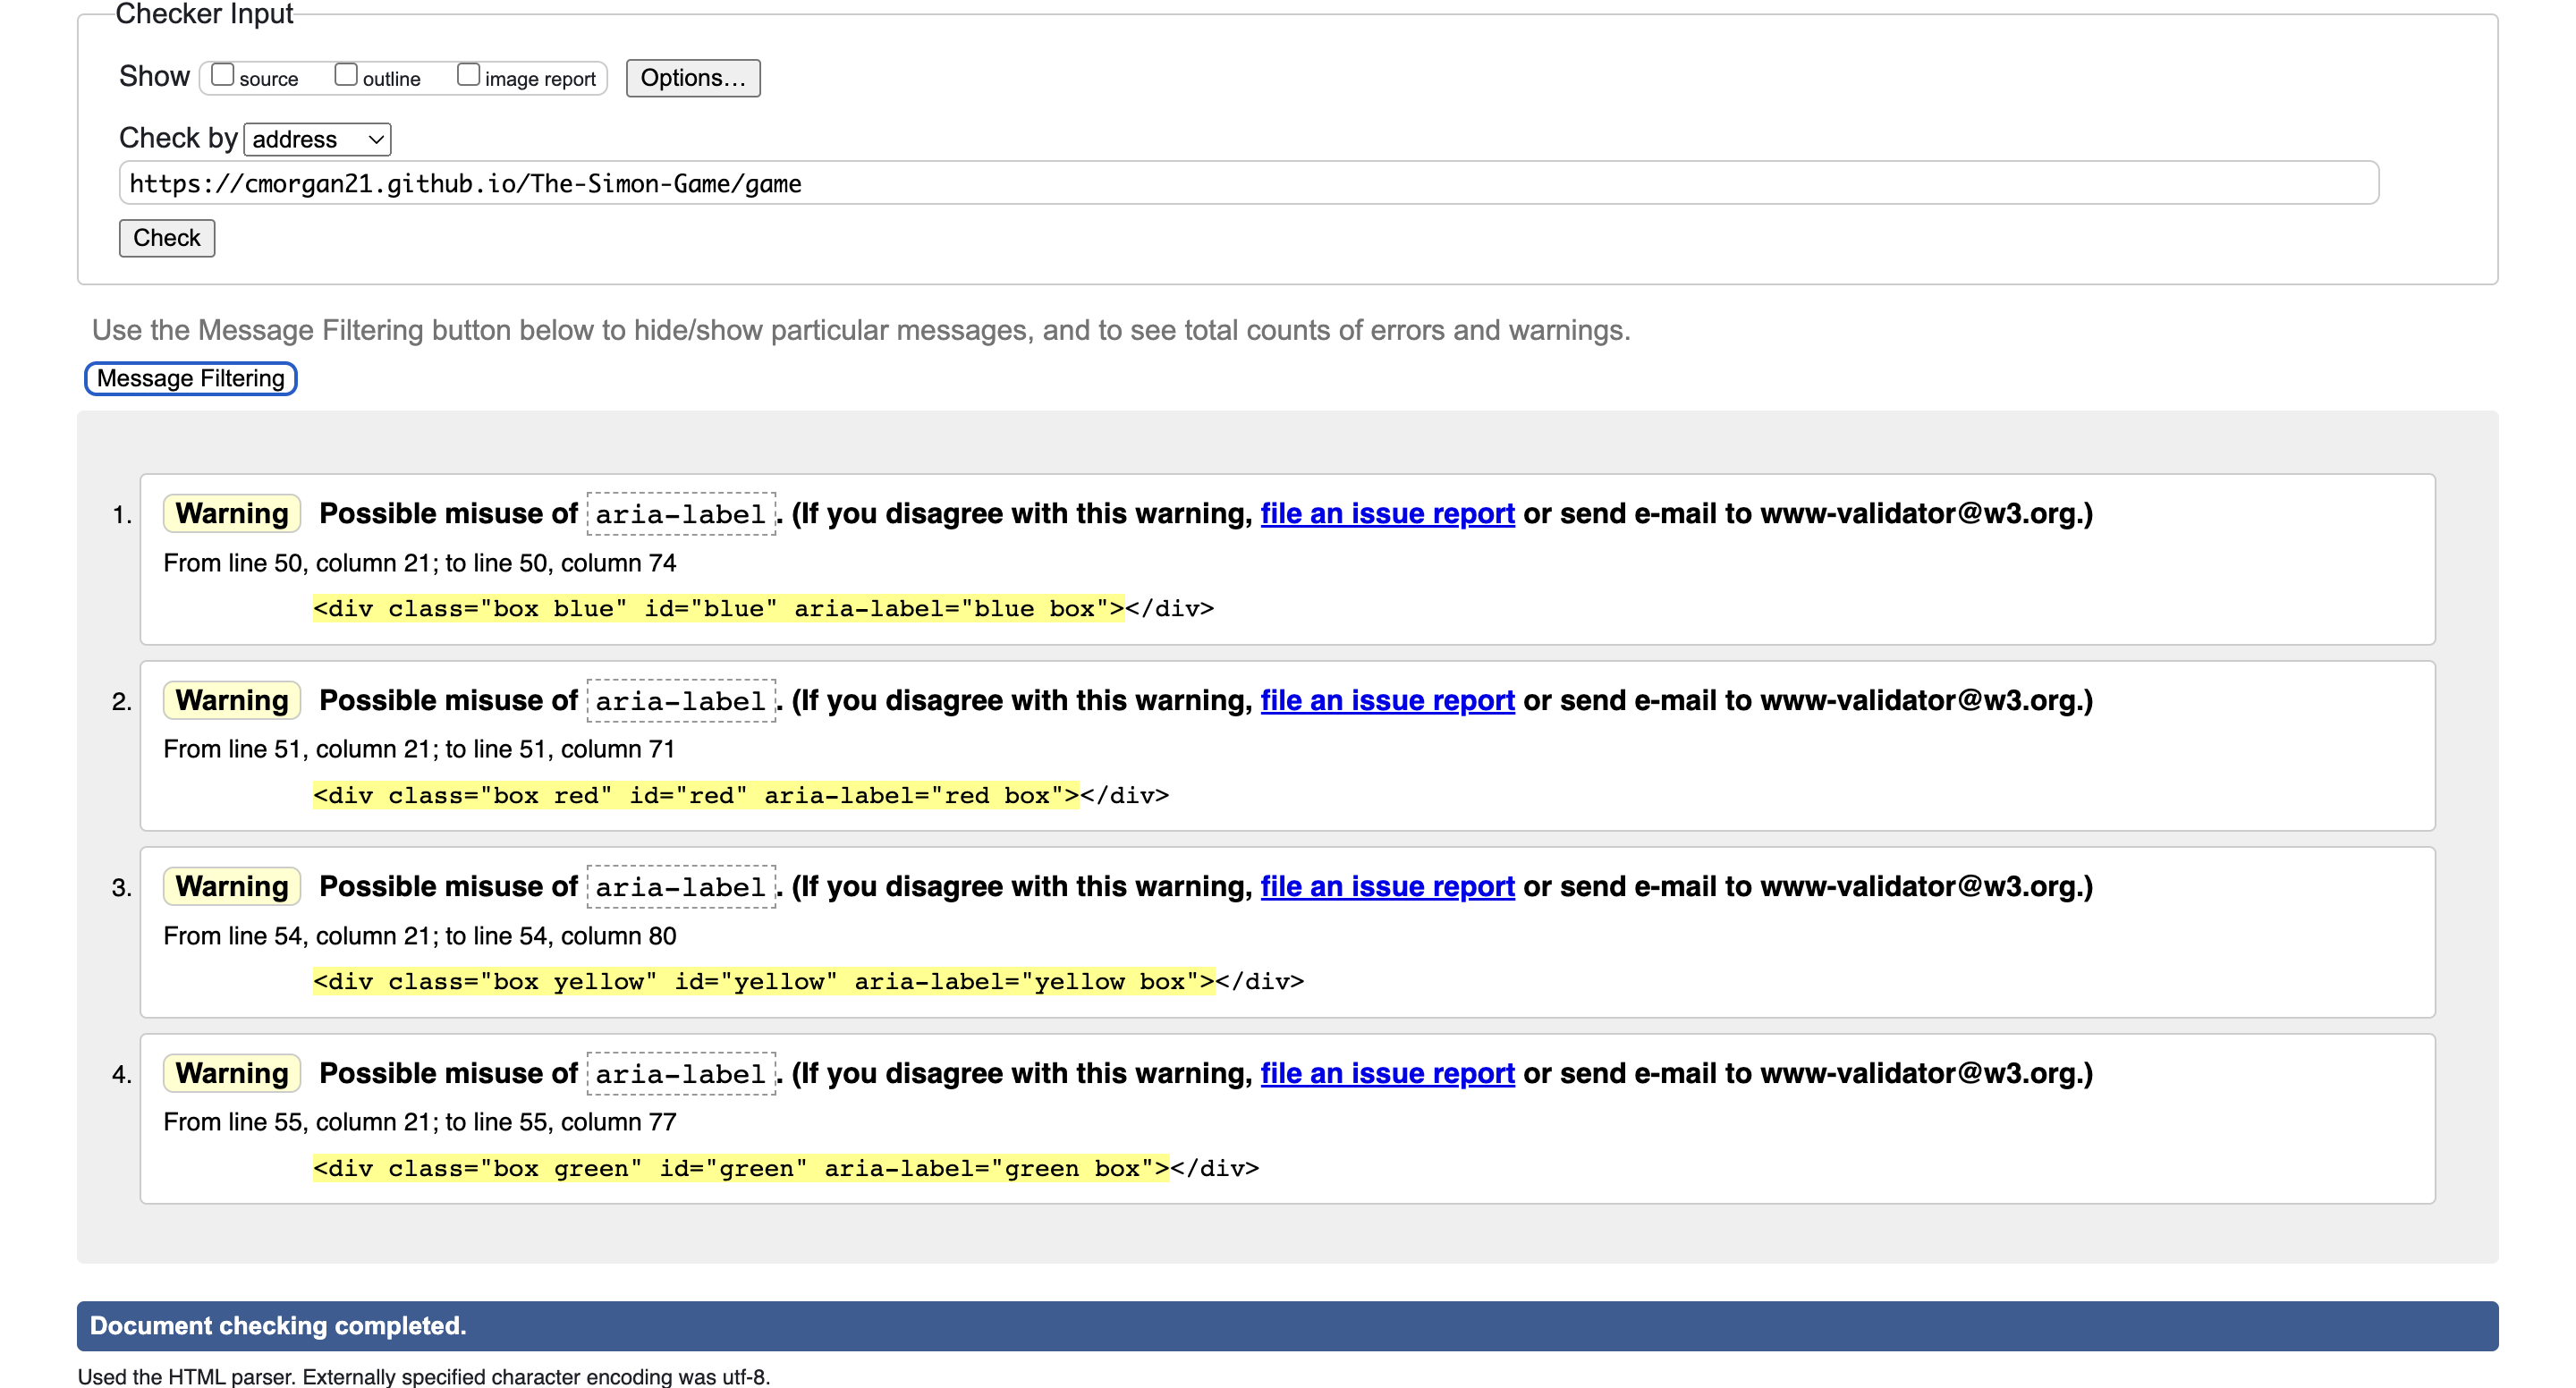 Checker Input
Show source outline image report Options...
Check by address
https://cmorgan21.github.io/The-Simon-Game/game
Check
Use the Message Filtering button below to hide/show particular messages, and to see total counts of errors and warnings.
Message Filtering
1. Warning Possible misuse of aria-label. (If you disagree with this warning, file an issue report or send e-mail to www-validator@w3.org.)
From line 50, column 21; to line 50, column 74
<div class="box blue" id="blue" aria-label="blue box"></div>
2. Warning Possible misuse of aria-label. (If you disagree with this warning, file an issue report or send e-mail to www-validator@w3.org.)
From line 51, column 21; to line 51, column 71
<div class="box red" id="red" aria-label="red box"></div>
3. Warning Possible misuse of aria-label. (If you disagree with this warning, file an issue report or send e-mail to www-validator@w3.org.)
From line 54, column 21; to line 54, column 80
<div class="box yellow" id="yellow" aria-label="yellow box"></div>
4. Warning Possible misuse of aria-label. (If you disagree with this warning, file an issue report or send e-mail to www-validator@w3.org.)
From line 55, column 21; to line 55, column 77
<div class="box green" id="green" aria-label="green box"></div>
Document checking completed.
Used the HTML parser. Externally specified character encoding was utf-8.